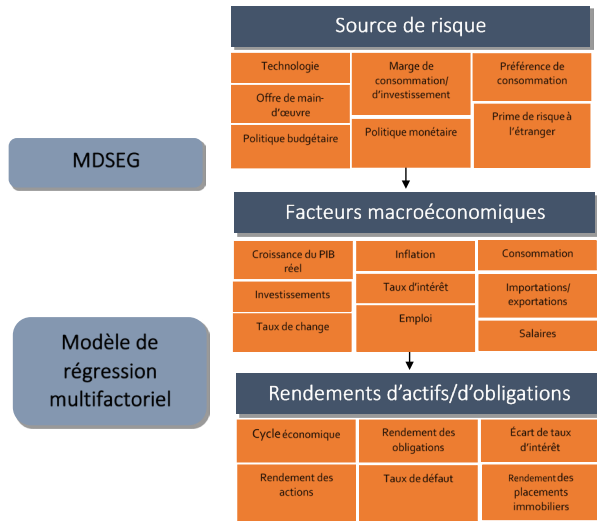 Source de risque
Technologie
Offre de main-
d'œuvre
Politique budgétaire
Marge de
consommation/
d'investissement
Politique monétaire
Préférence de
consommation
Prime de risque à
l'étranger
MDSEG
Facteurs macroéconomiques
Croissance du PIB
réel
Investissements
Taux de change
Inflation
Taux d'intérêt
Emploi
Consommation
Importations/
exportations
Salaires
Modèle de
régression
multifactoriel
Rendements d'actifs/d'obligations
Cycle économique
Rendement des
actions
Rendement des
obligations
Taux de défaut
Écart de taux
d'intérêt
Rendement des
placements
immobiliers